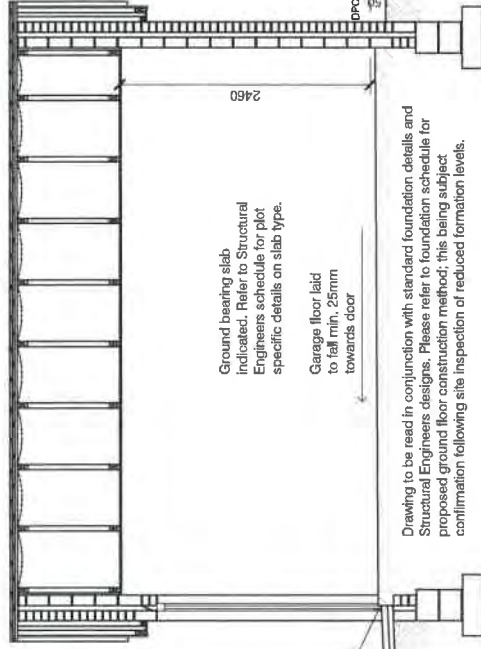 DPC
2460
Ground bearing slab
indicated. Refer to Structural
Engineers schedule for plot
specific details on slab type.
Garage floor laid
to fall min. 25mm
towards door
Drawing to be read in conjunction with standard foundation details and
Structural Engineers designs. Please refer to foundation schedule for
proposed ground floor construction method; this being subject
confirmation following site inspection of reduced formation levels.